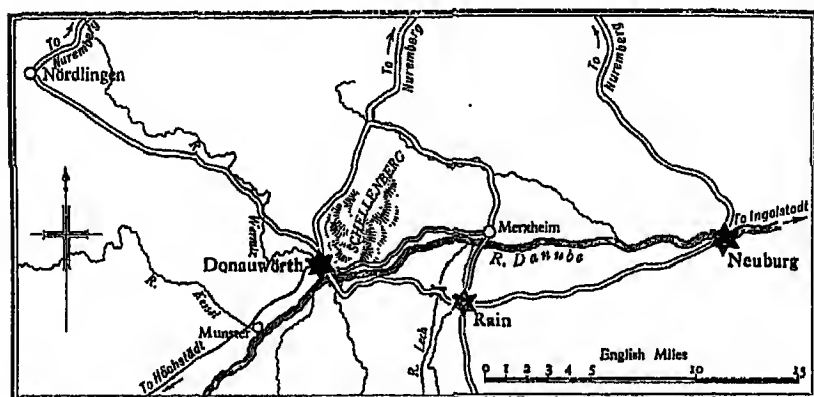 To Nuremberg
To Nuremberg
To Nuremberg
Nördlingen
R. Wernitz
SCHELLENBERG
Merxheim
To Ingolstadt
Donauwörth
R. Danube
Neuburg
R. Kessel
Munster
Rain
R. Lech
To Höchstädt
English Miles
0 1 2 3 4 5 10 15